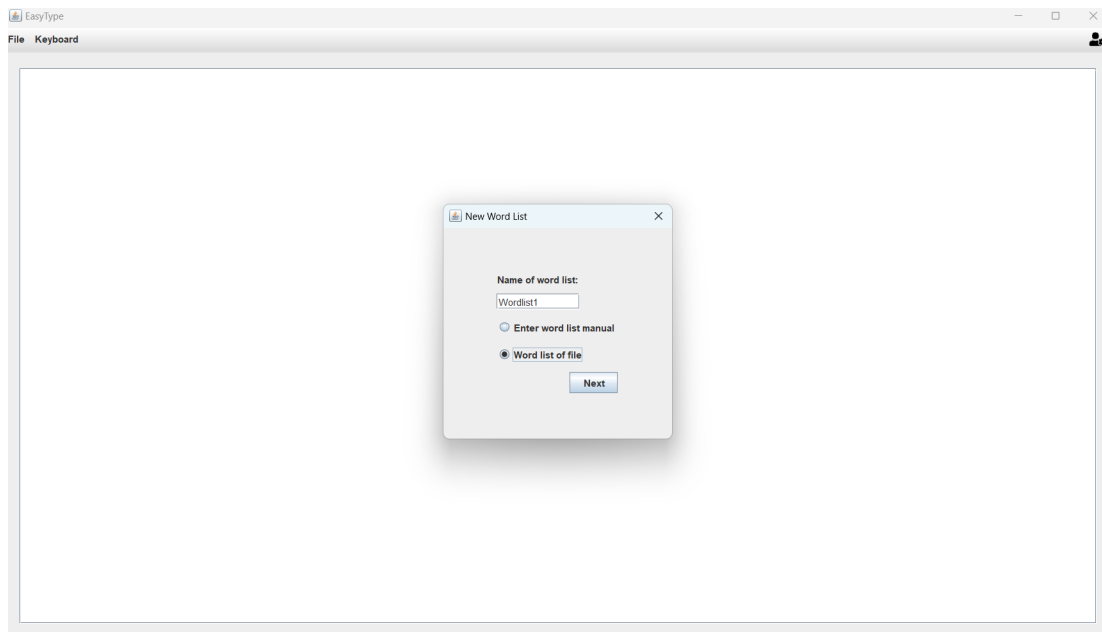 EasyType
File Keyboard
New Word List
Name of word list:
Wordlist1
Enter word list manual
Word list of file
Next